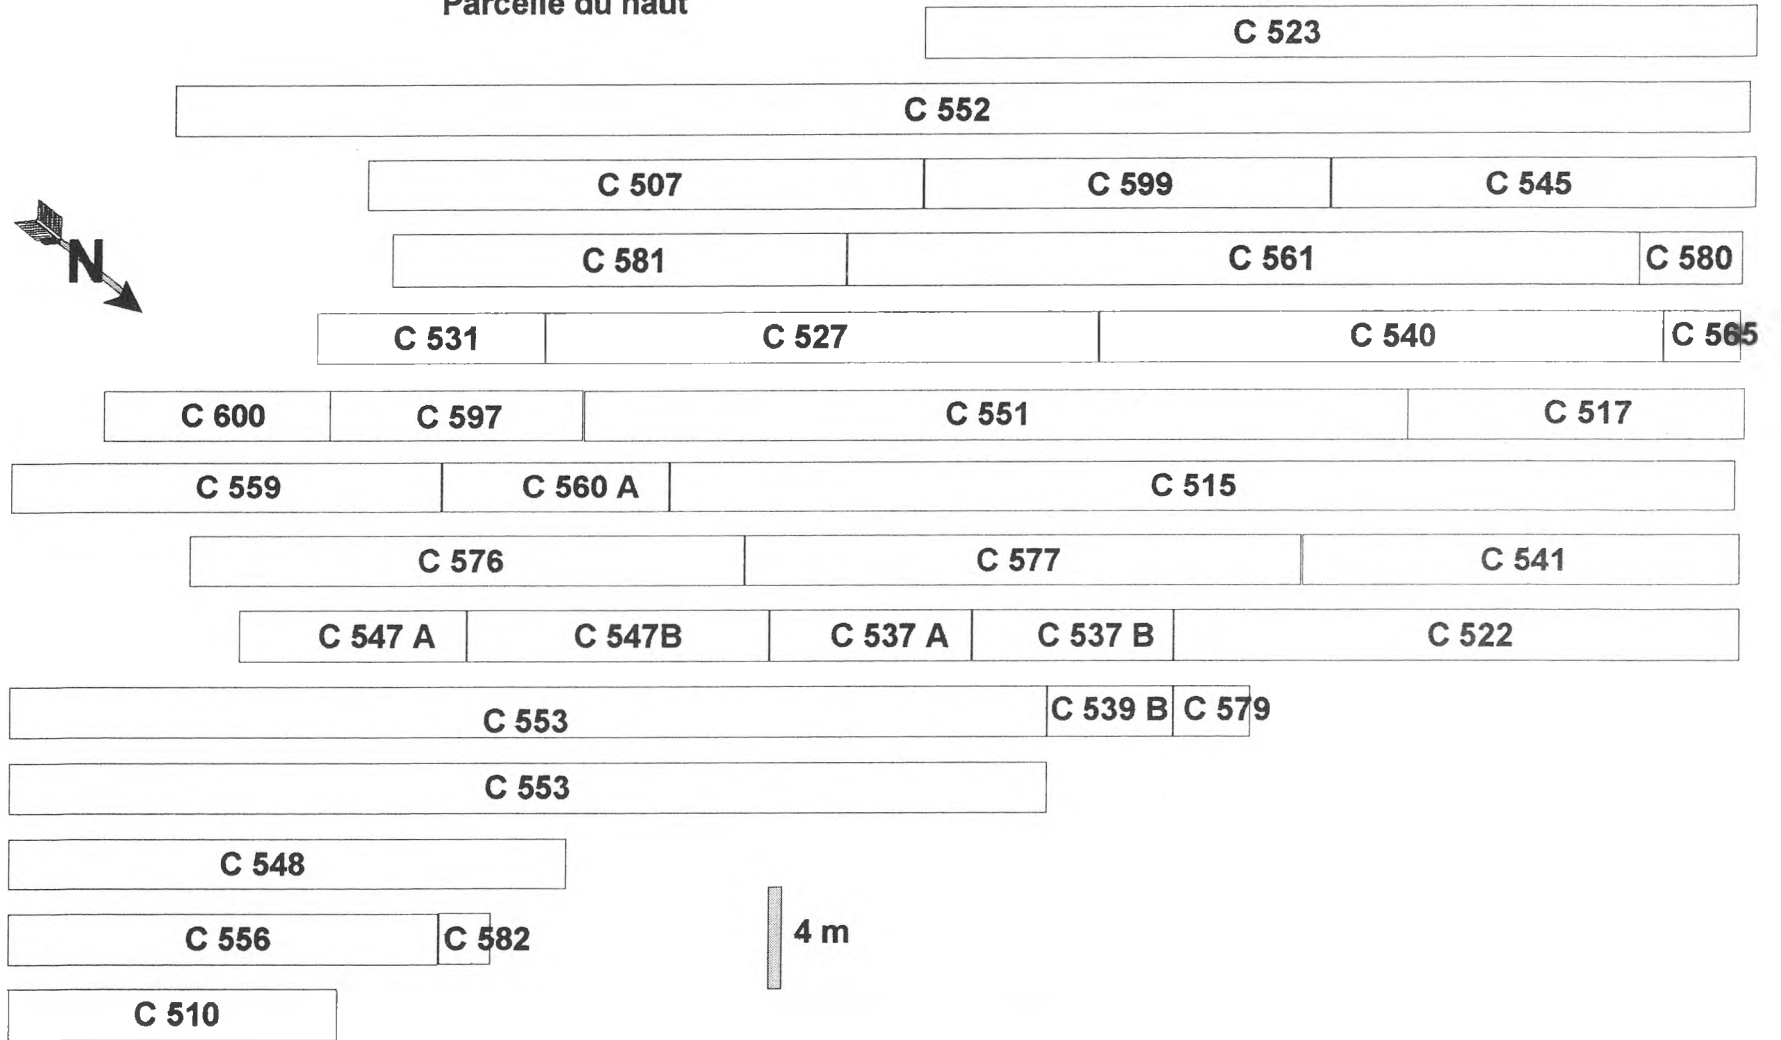 Parcelle du haut
C 523
C 552
C 507 C 599 C 545
C 581 C 561 C 580
N
C 531 C 527 C 540 C 565
C 600 C 597 C 551 C 517
C 559 C 560 A C 515
C 576 C 577 C 541
C 547 A C 547B C 537 A C 537 B C 522
C 553 C 539 B C 579
C 553
C 548
C 556 C 582 4 m
C 510